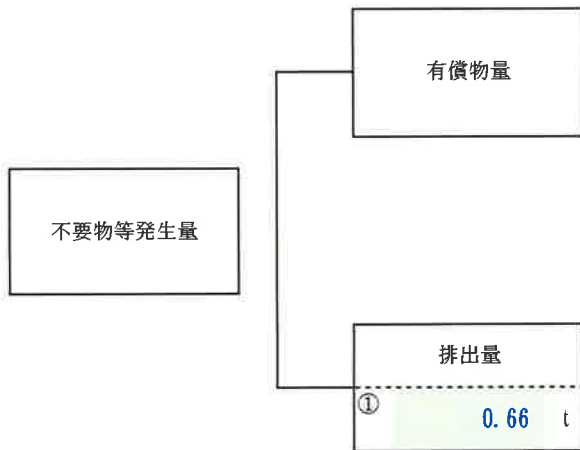 有償物量
不要物等発生量
排出量
①
0.66 t